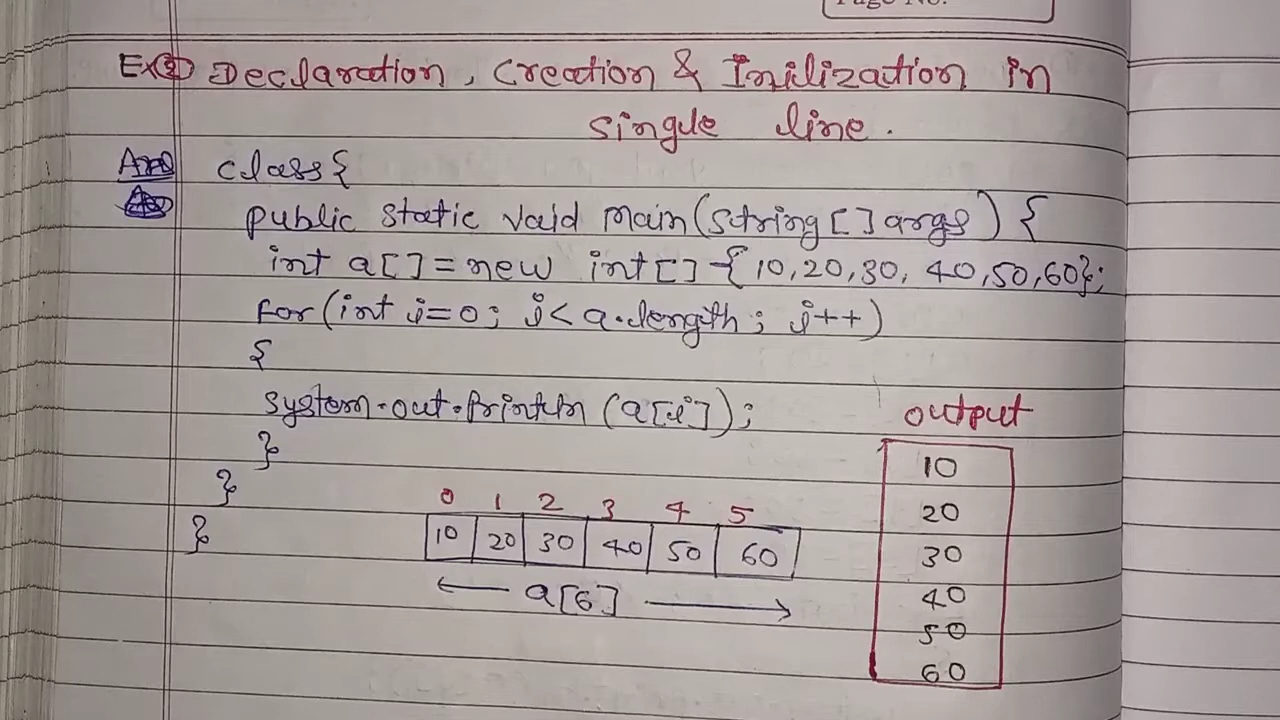 Page No.
Ex② Declaration, Creation & Inilization in
single line.
Ans class{
public static void main(string[]args) {
int a[]=new int[]{10,20,30, 40,50,60};
for(int i=0; i<a.length; i++)
{
system.out.println(a[i]);
}
}
}
0 1 2 3 4 5
10 20 30 40 50 60
← a[6] →
output
10
20
30
40
50
60